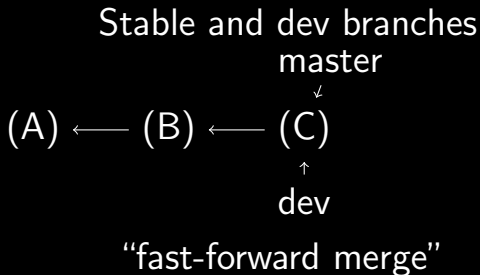 Stable and dev branches
master
(A) ← (B) ← (C)
dev
“fast-forward merge”